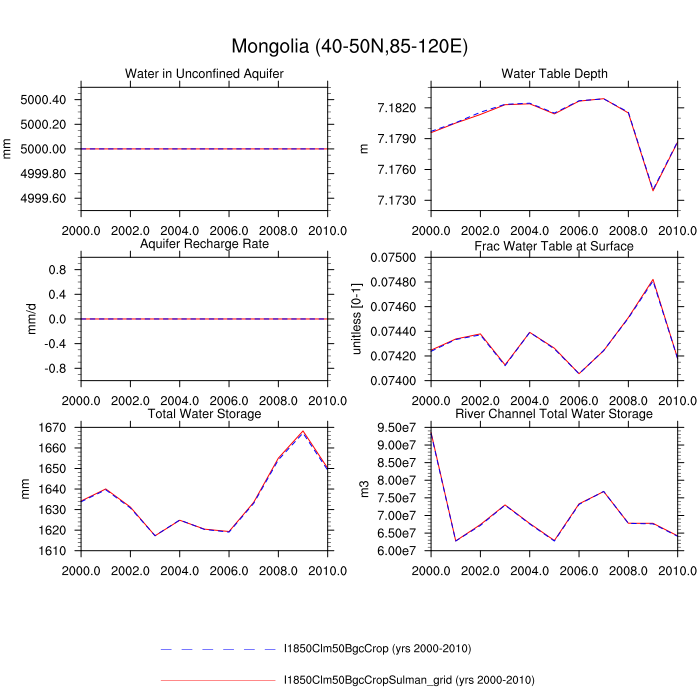 Mongolia (40-50N,85-120E)
Water in Unconfined Aquifer
5000.40
5000.20
5000.00
4999.80
4999.60
mm
2000.0 2002.0 2004.0 2006.0 2008.0 2010.0
Water Table Depth
7.1820
7.1790
7.1760
7.1730
m
2000.0 2002.0 2004.0 2006.0 2008.0 2010.0
Aquifer Recharge Rate
0.8
0.4
0.0
-0.4
-0.8
mm/d
2000.0 2002.0 2004.0 2006.0 2008.0 2010.0
Frac Water Table at Surface
0.07500
0.07480
0.07460
0.07440
0.07420
0.07400
unitless [0-1]
2000.0 2002.0 2004.0 2006.0 2008.0 2010.0
Total Water Storage
1670
1660
1650
1640
1630
1620
1610
mm
2000.0 2002.0 2004.0 2006.0 2008.0 2010.0
River Channel Total Water Storage
9.50e7
9.00e7
8.50e7
8.00e7
7.50e7
7.00e7
6.50e7
6.00e7
m3
2000.0 2002.0 2004.0 2006.0 2008.0 2010.0
I1850Clm50BgcCrop (yrs 2000-2010)
I1850Clm50BgcCropSulman_grid (yrs 2000-2010)